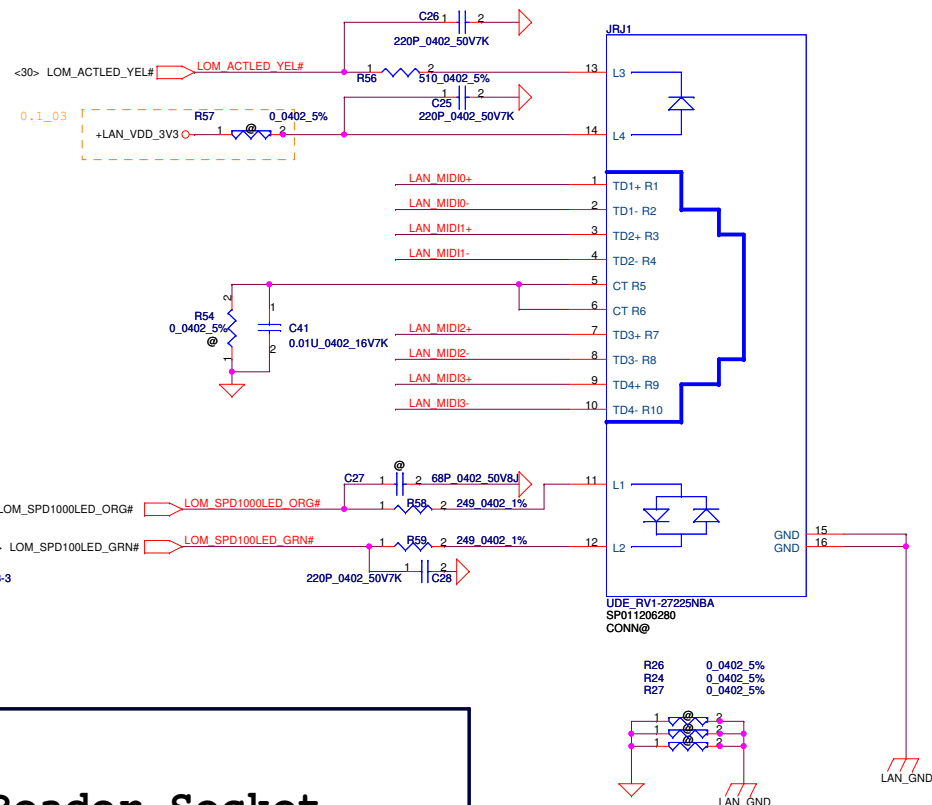 C26
1 2
220P_0402_50V7K
JRJ1
<30> LOM_ACTLED_YEL#
LOM_ACTLED_YEL#
1 R56 2 510_0402_5%
13 L3
C25
1 2
220P_0402_50V7K
0.1_03
R57 0_0402_5%
+LAN_VDD_3V3 1 @ 2
14 L4
LAN_MIDI0+ 1 TD1+ R1
LAN_MIDI0- 2 TD1- R2
LAN_MIDI1+ 3 TD2+ R3
LAN_MIDI1- 4 TD2- R4
5 CT R5
6 CT R6
2
R54
0_0402_5%
@
1
1
C41
0.01U_0402_16V7K
2
LAN_MIDI2+ 7 TD3+ R7
LAN_MIDI2- 8 TD3- R8
LAN_MIDI3+ 9 TD4+ R9
LAN_MIDI3- 10 TD4- R10
@
C27 1 2 68P_0402_50V8J
11 L1
LOM_SPD1000LED_ORG#
LOM_SPD1000LED_ORG#
1 R58 2 249_0402_1%
> LOM_SPD100LED_GRN#
LOM_SPD100LED_GRN#
1 R59 2 249_0402_1%
12 L2
220P_0402_50V7K 1 2 C28
-3
GND 15
GND 16
UDE_RV1-27225NBA
SP011206280
CONN@
R26 0_0402_5%
R24 0_0402_5%
R27 0_0402_5%
1 @ 2
1 @ 2
1 @ 2
LAN_GND
LAN_GND
Reader Socket